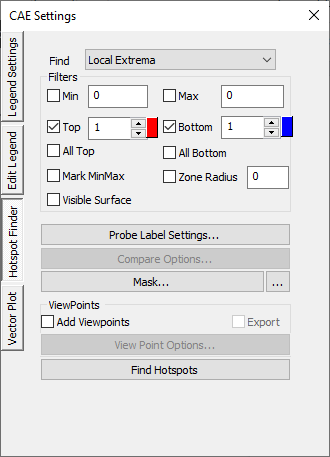 CAE Settings
Legend Settings
Edit Legend
Hotspot Finder
Vector Plot
Find Local Extrema
Filters
Min 0 Max 0
Top 1 Bottom 1
All Top All Bottom
Mark MinMax Zone Radius 0
Visible Surface
Probe Label Settings...
Compare Options...
Mask... ...
ViewPoints
Add Viewpoints Export
View Point Options...
Find Hotspots